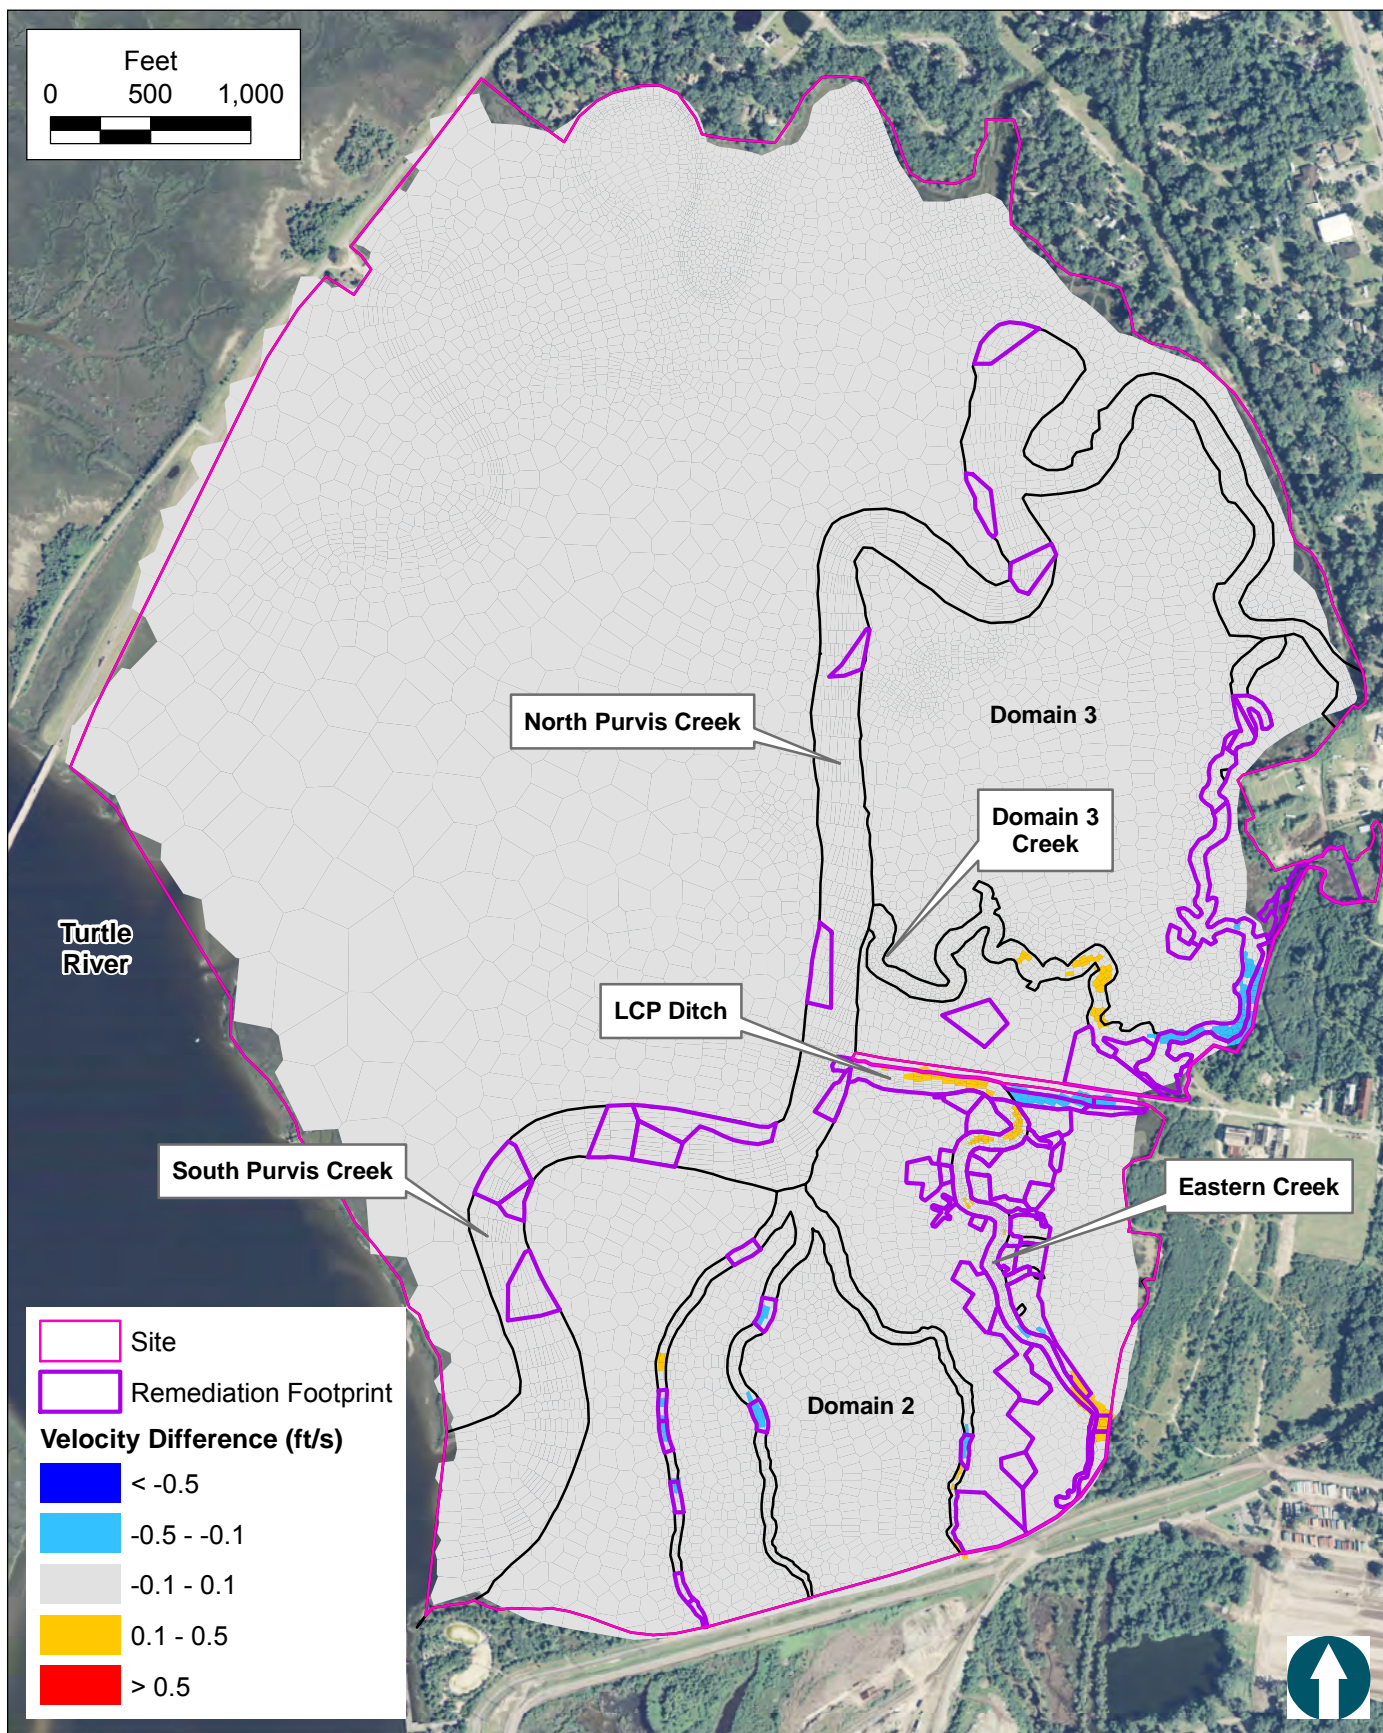 Feet
0 500 1,000
North Purvis Creek
Domain 3
Domain 3
Creek
Turtle
River
LCP Ditch
South Purvis Creek
Eastern Creek
Domain 2
Site
Remediation Footprint
Velocity Difference (ft/s)
< -0.5
-0.5 - -0.1
-0.1 - 0.1
0.1 - 0.5
> 0.5